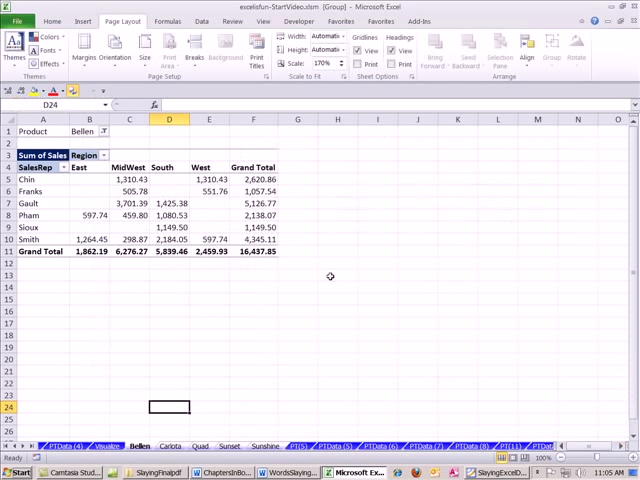 excelisfun-StartVideo.xlsm [Group] - Microsoft Excel
File Home Insert Page Layout Formulas Data Review View Developer Favorites Add-Ins
Themes Colors Fonts Effects Margins Orientation Size Print Area Breaks Background Print Titles Width: Automatic Height: Automatic Scale: 170% Gridlines View Print Headings View Print Bring Forward Send Backward Selection Pane Align Group Rotate
Themes Page Setup Scale to Fit Sheet Options Arrange
D24 fx
A B C D E F G H I J K L M N O
1 Product Bellen
2
3 Sum of Sales Region
4 SalesRep East MidWest South West Grand Total
5 Chin 1,310.43 1,310.43 2,620.86
6 Franks 505.78 551.76 1,057.54
7 Gault 3,701.39 1,425.38 5,126.77
8 Pham 597.74 459.80 1,080.53 2,138.07
9 Sioux 1,149.50 1,149.50
10 Smith 1,264.45 298.87 2,184.05 597.74 4,345.11
11 Grand Total 1,862.19 6,276.27 5,839.46 2,459.93 16,437.85
12
13
14
15
16
17
18
19
20
21
22
23
24
25
26
PTData (4) Visualize Bellen Carlota Quad Sunset Sunshine PT(5) PTData (5) PTData (6) PTData (7) PTData (8) PT(11) PTDat
Ready 100%
Start Camtasia Stud... SlayingFinalpdf ChaptersInBo... WordsSlaying... Microsoft Ex... SlayingExcelD... 11:05 AM